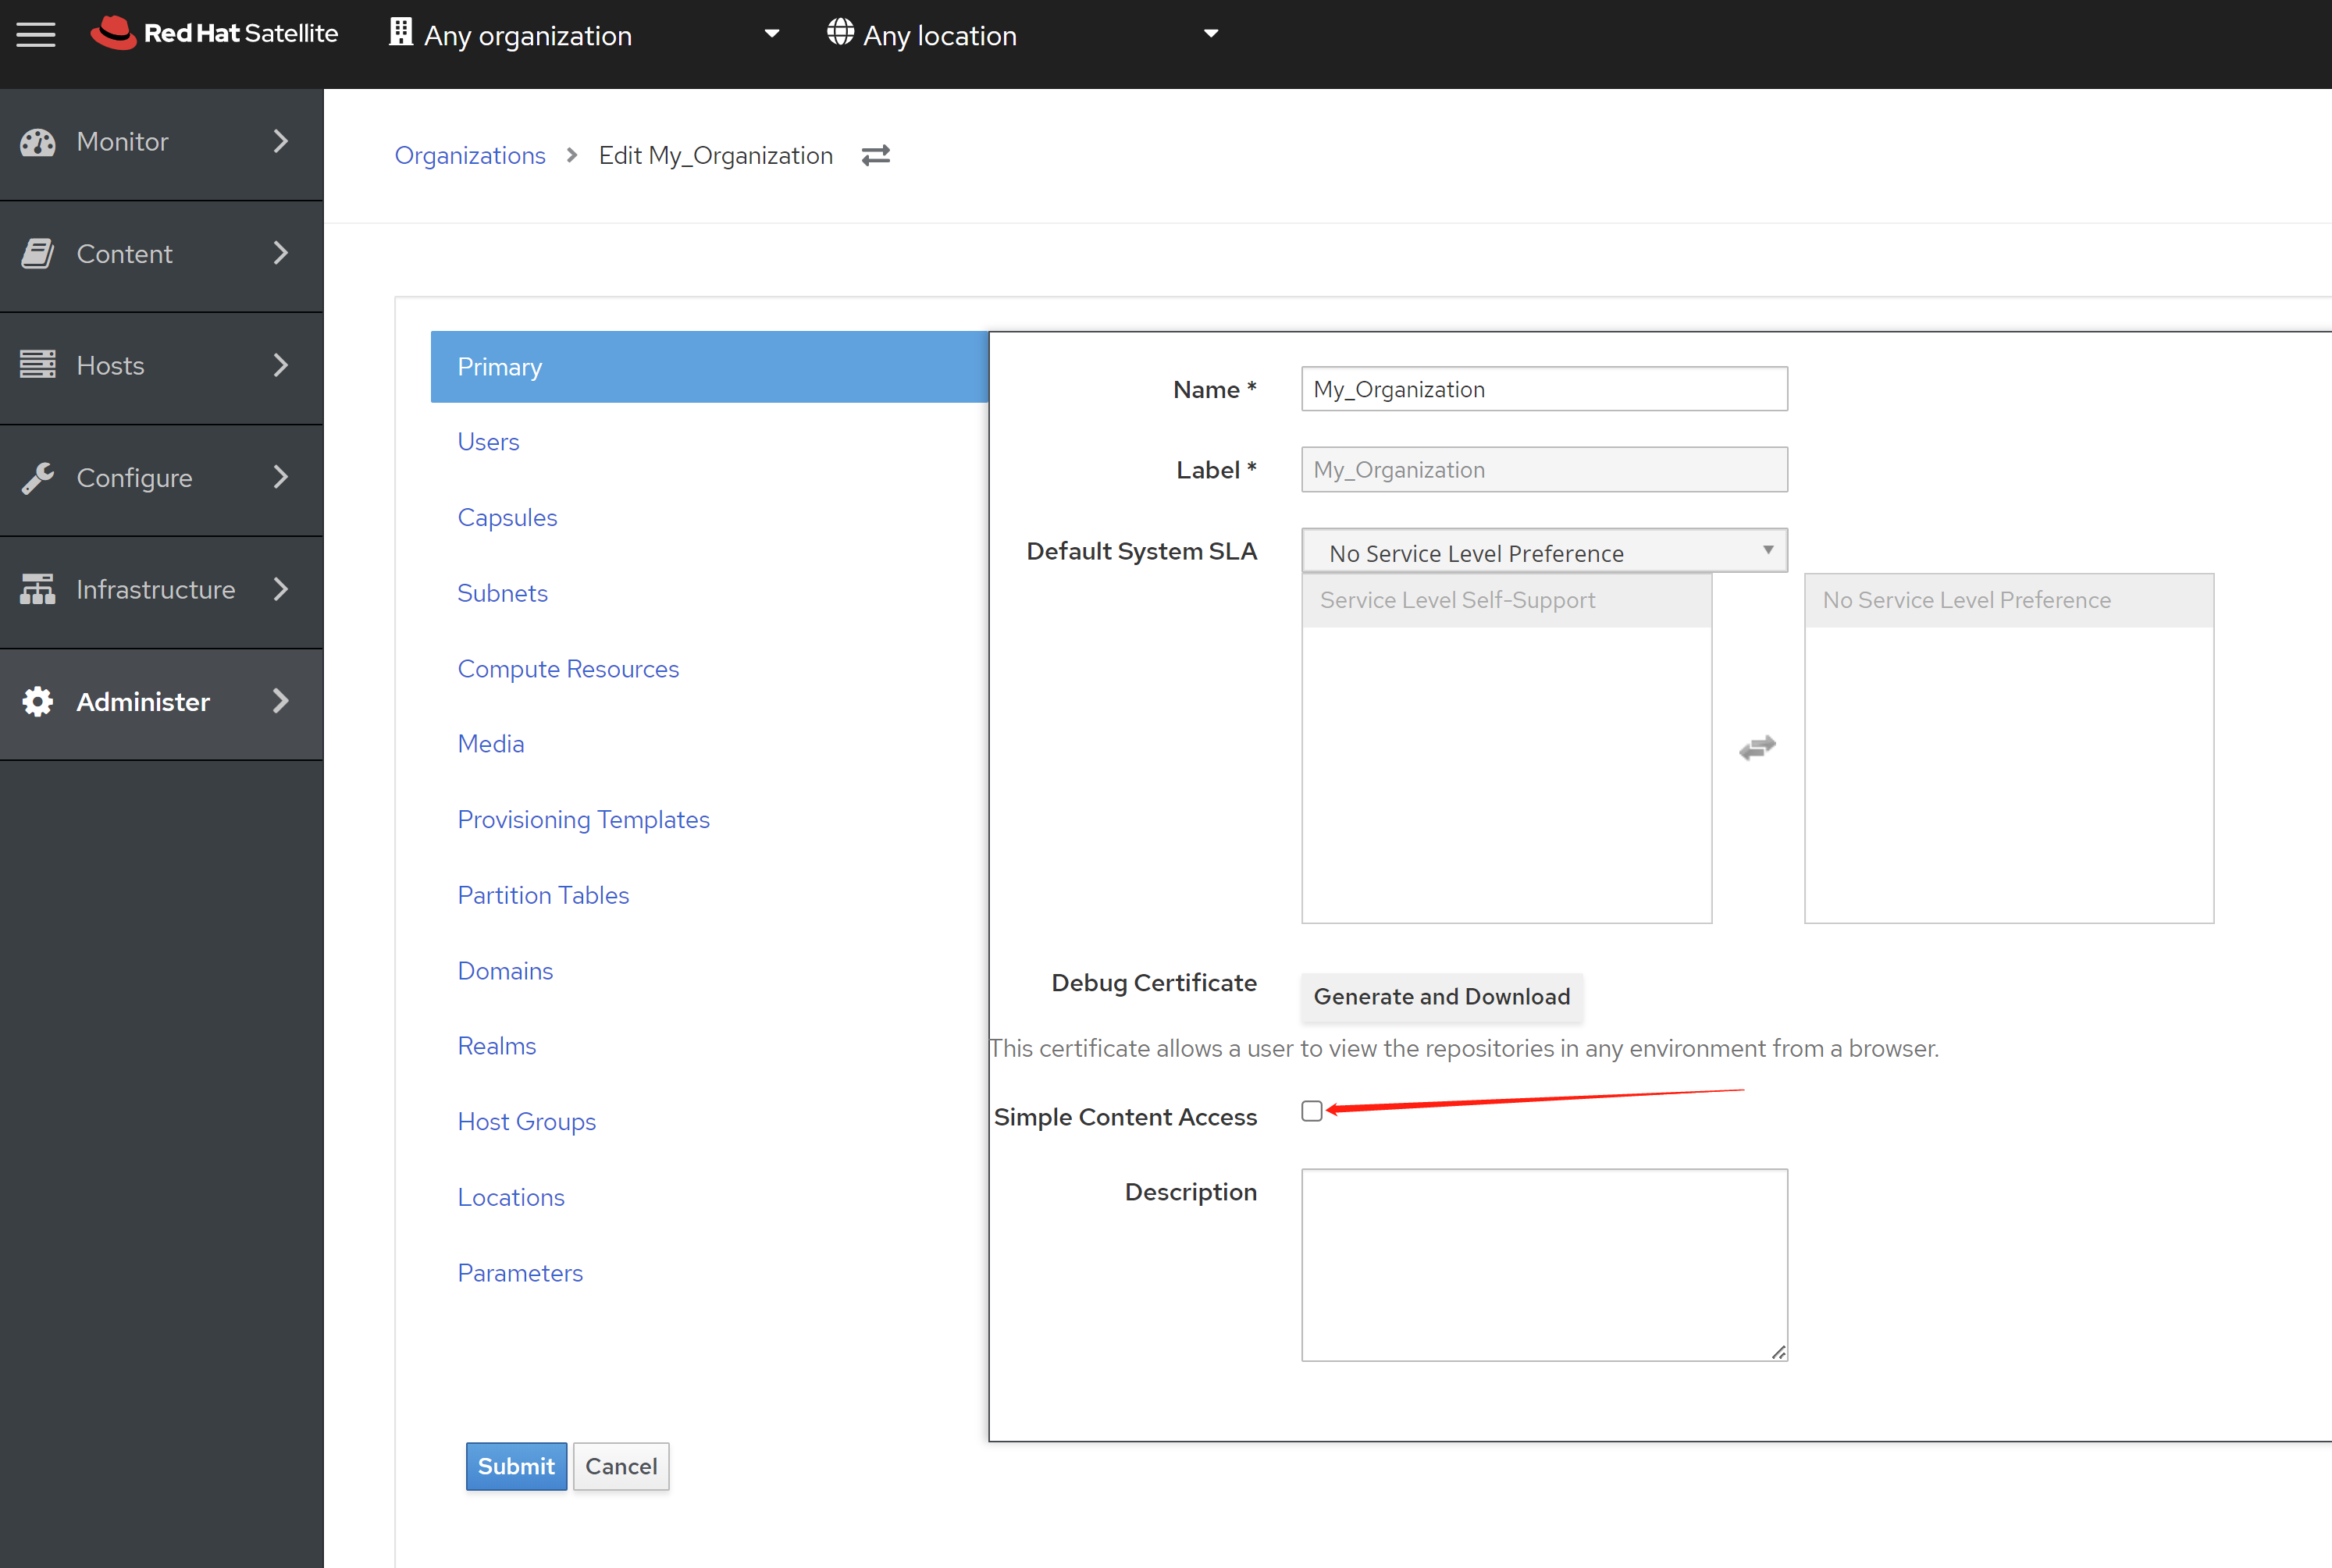 Red Hat Satellite
Any organization
Any location
Monitor
Content
Hosts
Configure
Infrastructure
Administer
Organizations > Edit My_Organization
Primary
Users
Capsules
Subnets
Compute Resources
Media
Provisioning Templates
Partition Tables
Domains
Realms
Host Groups
Locations
Parameters
Name * My_Organization
Label * My_Organization
Default System SLA No Service Level Preference
Service Level Self-Support No Service Level Preference
Debug Certificate Generate and Download
This certificate allows a user to view the repositories in any environment from a browser.
Simple Content Access
Description
Submit Cancel